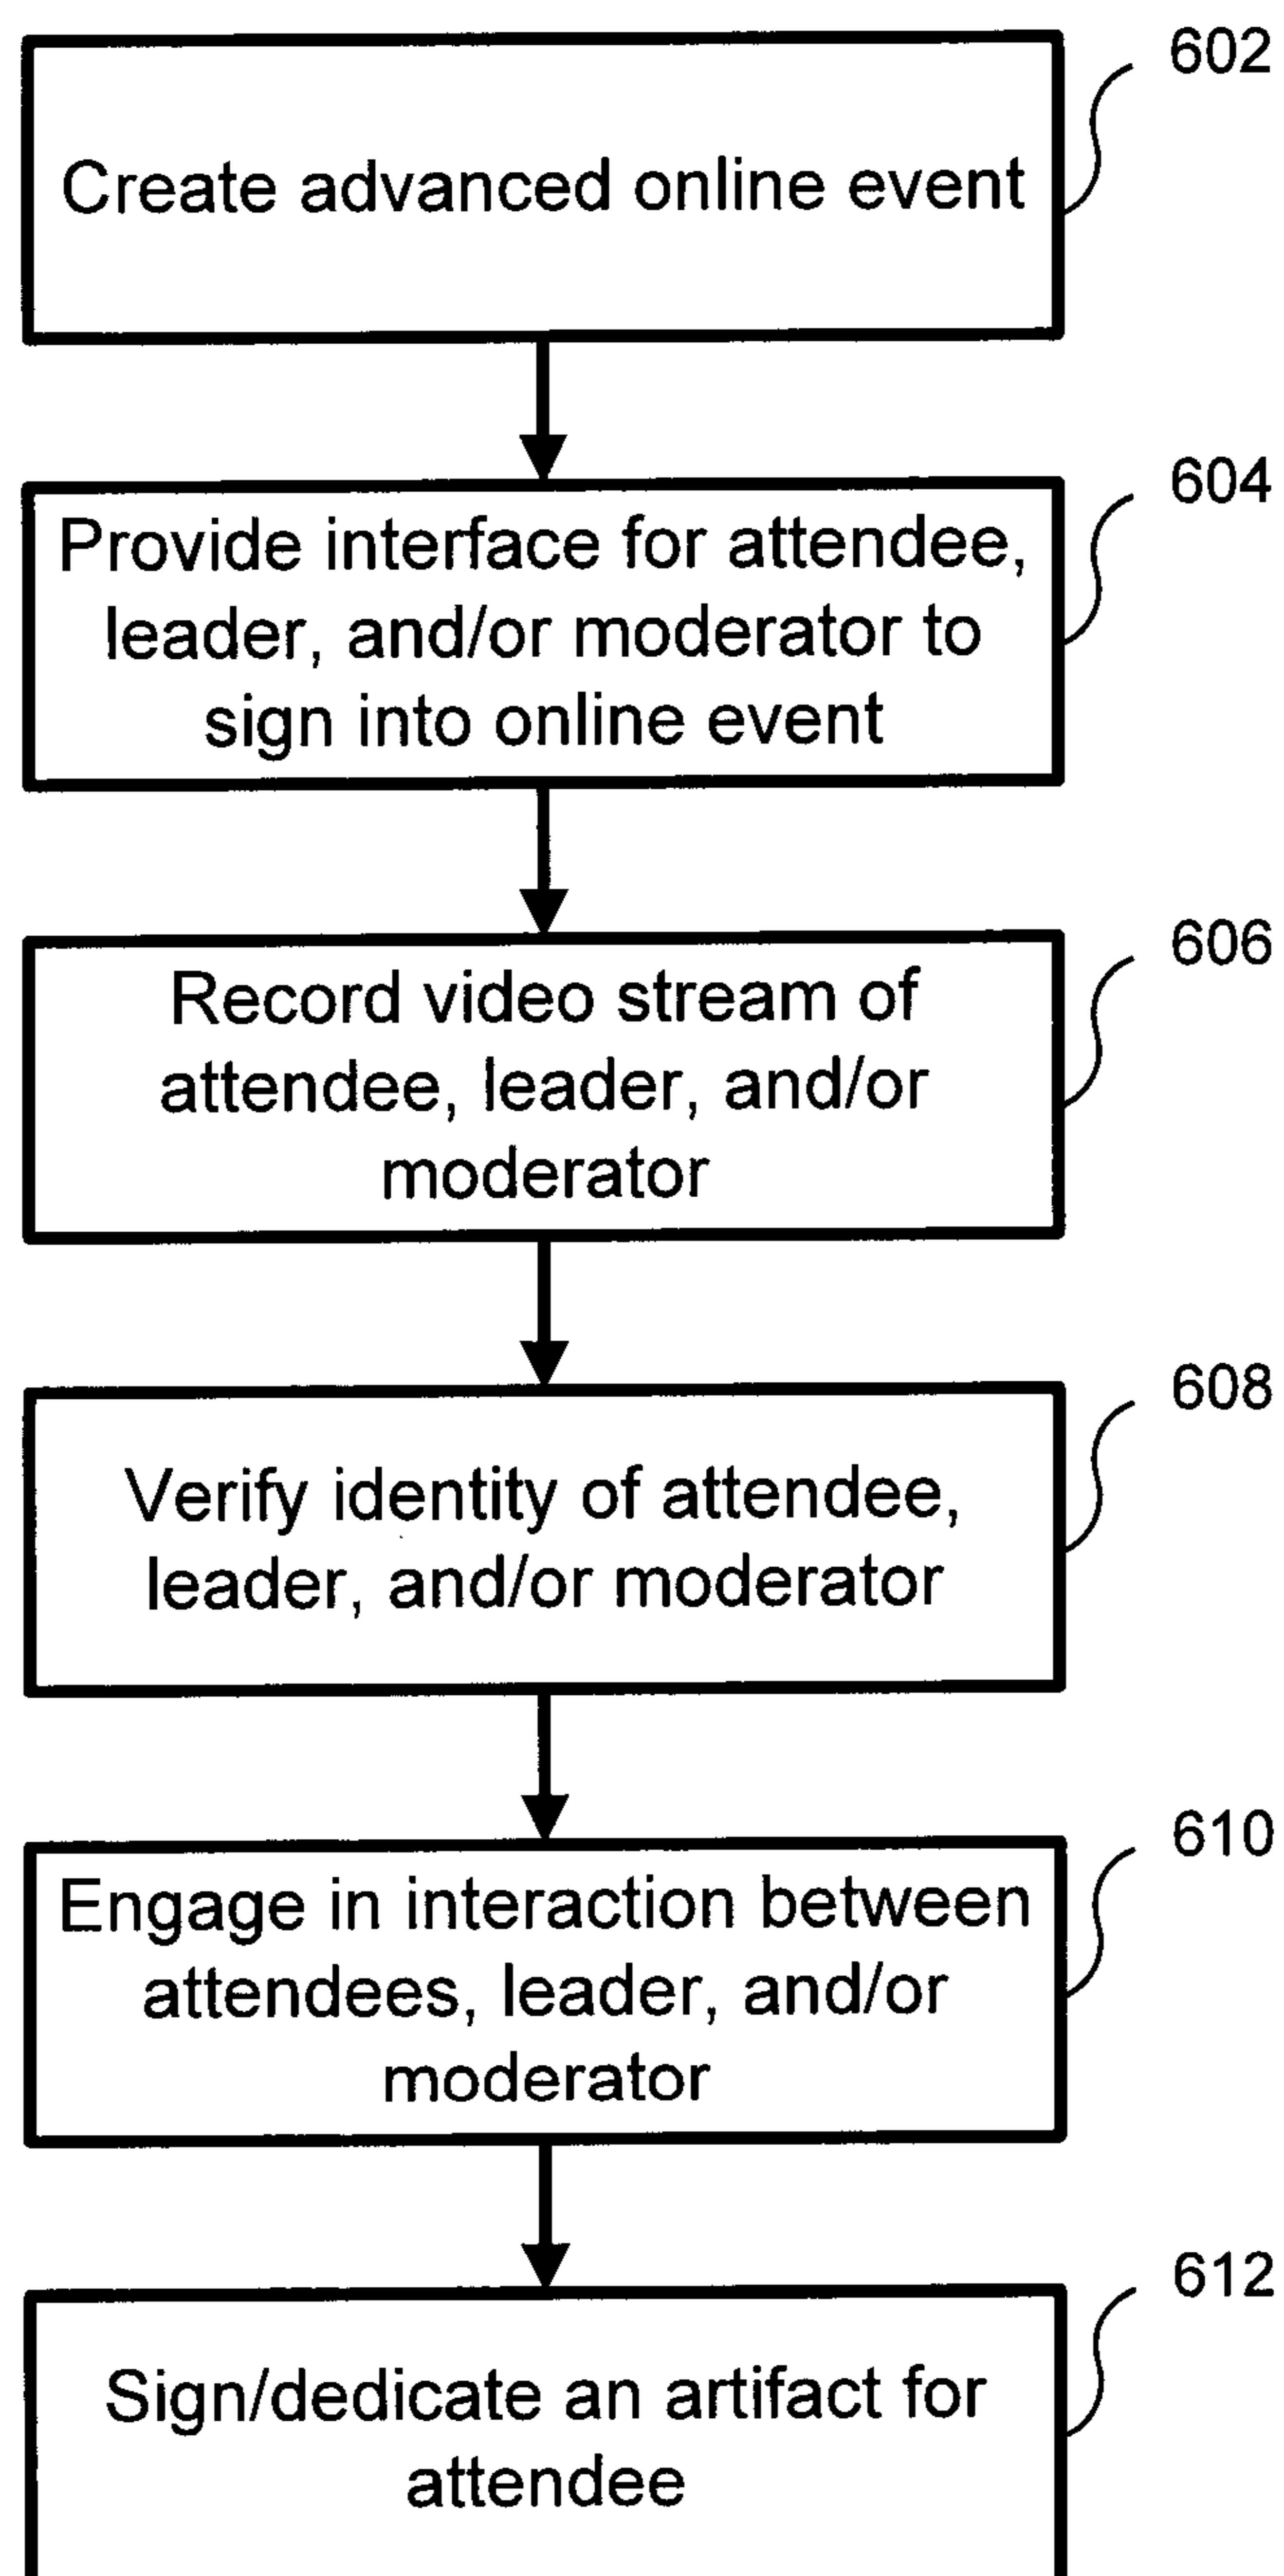 602
Create advanced online event
604
Provide interface for attendee,
leader, and/or moderator to
sign into online event
606
Record video stream of
attendee, leader, and/or
moderator
608
Verify identity of attendee,
leader, and/or moderator
610
Engage in interaction between
attendees, leader, and/or
moderator
612
Sign/dedicate an artifact for
attendee